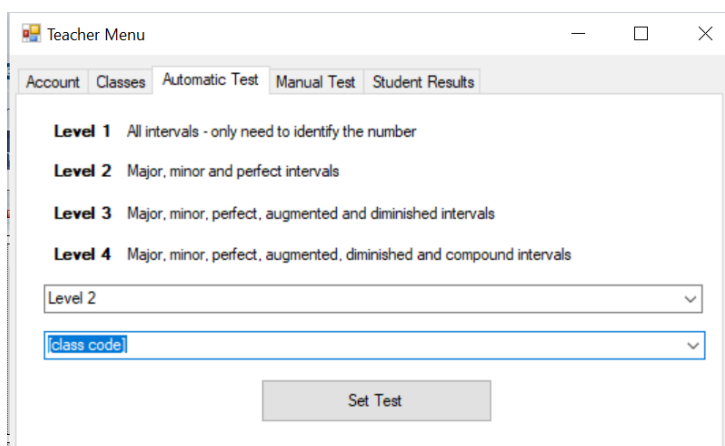 Teacher Menu
Account Classes Automatic Test Manual Test Student Results
Level 1 All intervals - only need to identify the number
Level 2 Major, minor and perfect intervals
Level 3 Major, minor, perfect, augmented and diminished intervals
Level 4 Major, minor, perfect, augmented, diminished and compound intervals
Level 2
[class code]
Set Test